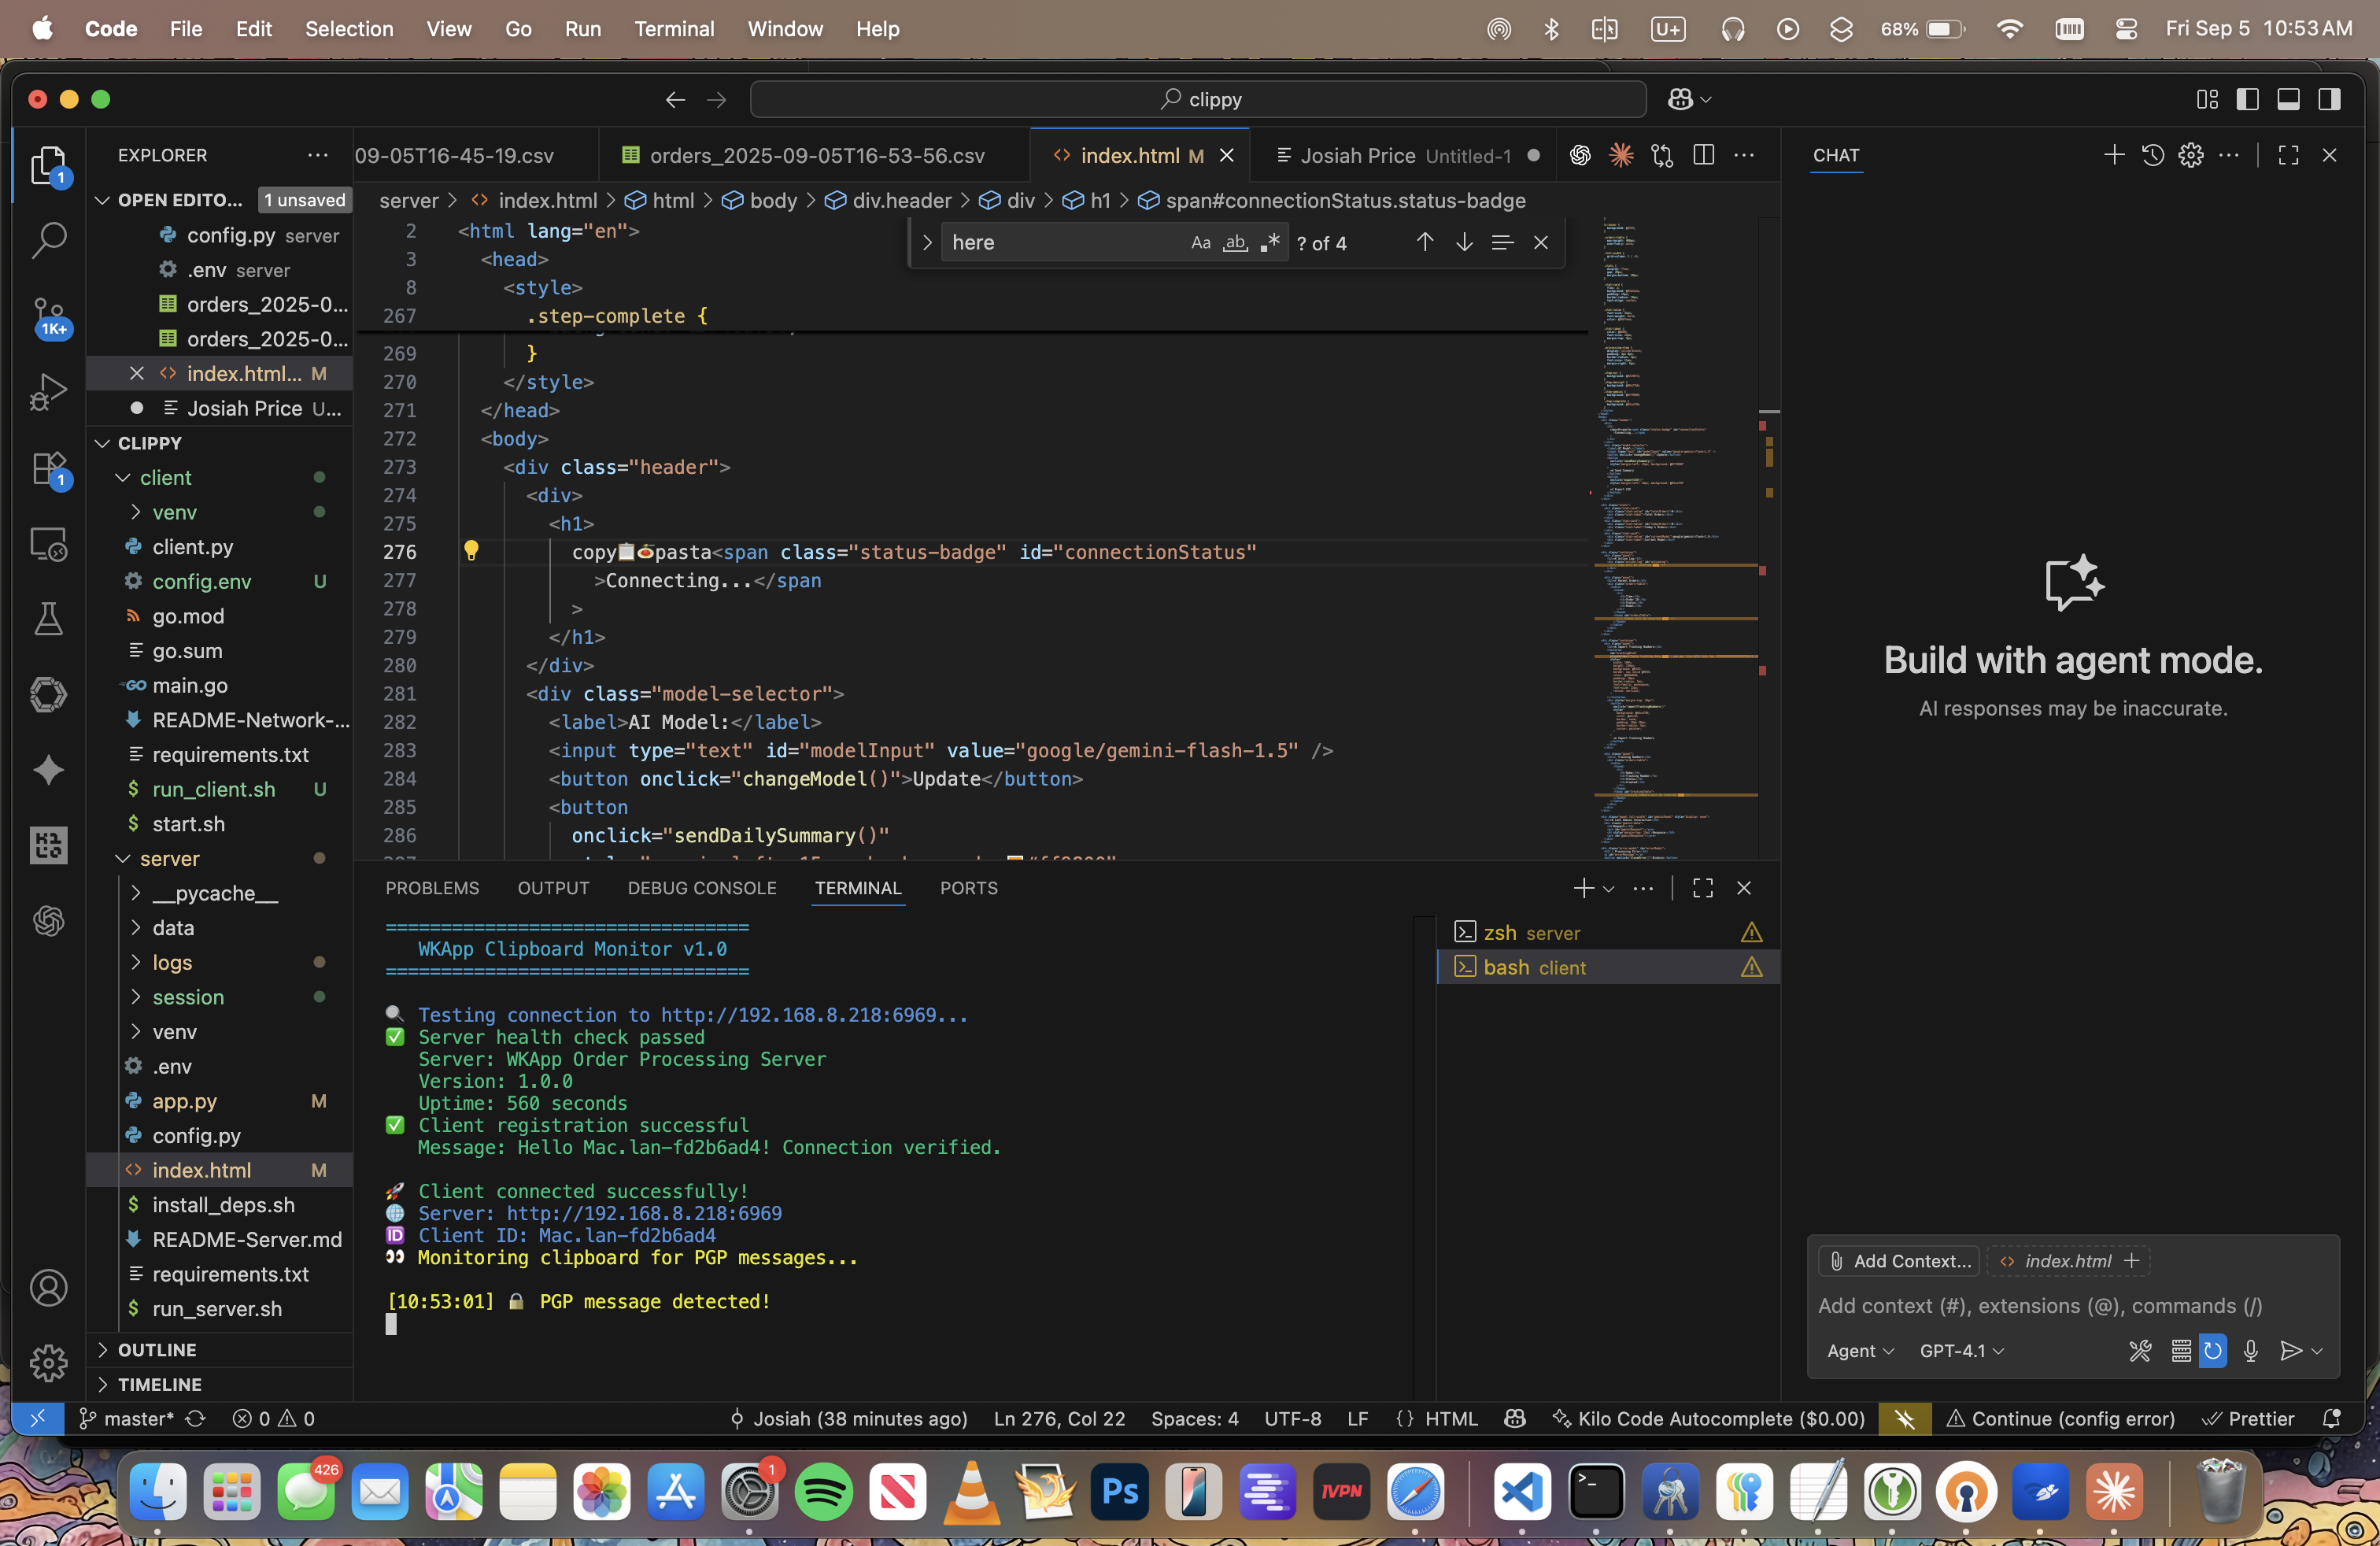 Code File Edit Selection View Go Run Terminal Window Help
U+ 68% Fri Sep 5 10:53 AM
clippy
EXPLORER
1
OPEN EDITO... 1 unsaved
config.py server
.env server
orders_2025-0...
orders_2025-0...
index.html... M
Josiah Price U...
1K+
1
CLIPPY
client
venv
client.py
config.env U
go.mod
go.sum
GO main.go
README-Network-...
requirements.txt
$ run_client.sh U
$ start.sh
server
__pycache__
data
logs
session
venv
.env
app.py M
config.py
<> index.html M
$ install_deps.sh
README-Server.md
requirements.txt
$ run_server.sh
OUTLINE
TIMELINE
09-05T16-45-19.csv orders_2025-09-05T16-53-56.csv <> index.html M Josiah Price Untitled-1
server > <> index.html > html > body > div.header > div > h1 > span#connectionStatus.status-badge
here Aa ab .* ? of 4
2 <html lang="en">
3 <head>
8 <style>
267 .step-complete {
269 }
270 </style>
271 </head>
272 <body>
273 <div class="header">
274 <div>
275 <h1>
276 copy📋🍝pasta<span class="status-badge" id="connectionStatus"
277 >Connecting...</span
278 >
279 </h1>
280 </div>
281 <div class="model-selector">
282 <label>AI Model:</label>
283 <input type="text" id="modelInput" value="google/gemini-flash-1.5" />
284 <button onclick="changeModel()">Update</button>
285 <button
286 onclick="sendDailySummary()"
PROBLEMS OUTPUT DEBUG CONSOLE TERMINAL PORTS
=================================
WKApp Clipboard Monitor v1.0
=================================
🔍 Testing connection to http://192.168.8.218:6969...
✅ Server health check passed
Server: WKApp Order Processing Server
Version: 1.0.0
Uptime: 560 seconds
✅ Client registration successful
Message: Hello Mac.lan-fd2b6ad4! Connection verified.
🚀 Client connected successfully!
🌐 Server: http://192.168.8.218:6969
🆔 Client ID: Mac.lan-fd2b6ad4
👀 Monitoring clipboard for PGP messages...
[10:53:01] 🔒 PGP message detected!
zsh server
bash client
CHAT
Build with agent mode.
AI responses may be inaccurate.
Add Context... <> index.html +
Add context (#), extensions (@), commands (/)
Agent GPT-4.1
master* 0 0 Josiah (38 minutes ago) Ln 276, Col 22 Spaces: 4 UTF-8 LF {} HTML Kilo Code Autocomplete ($0.00) Continue (config error) Prettier
426
1
Ps
IVPN